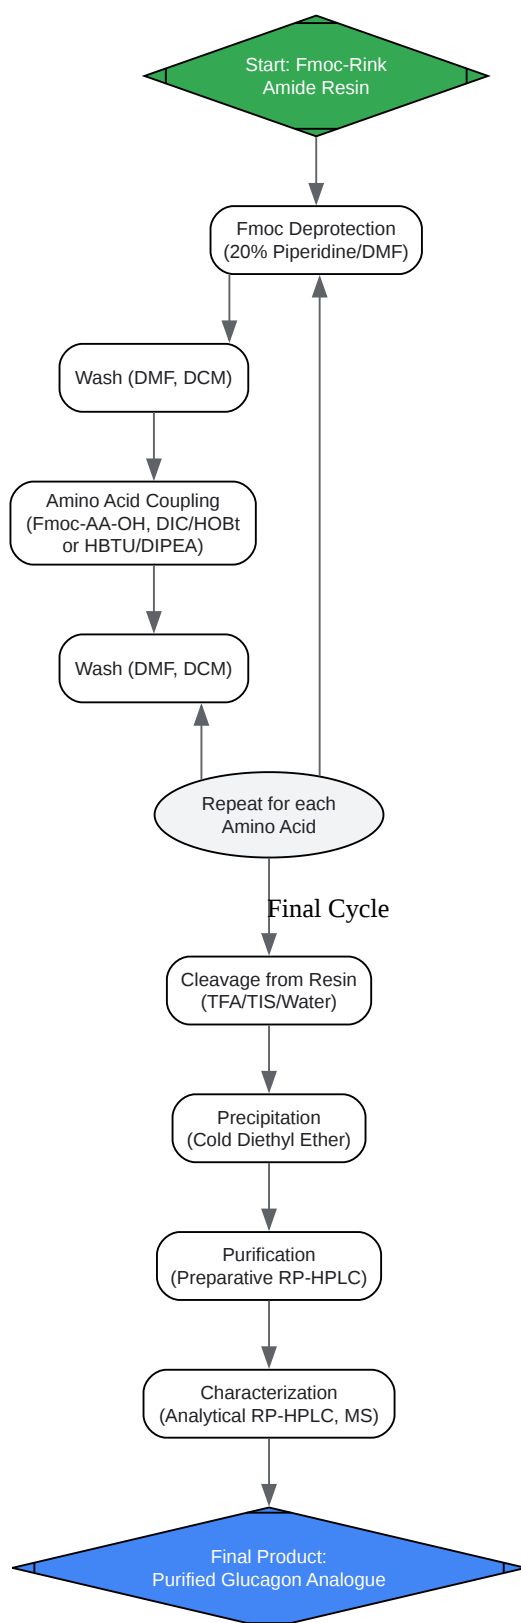 Start: Fmoc-Rink
Amide Resin
Fmoc Deprotection
(20% Piperidine/DMF)
Wash (DMF, DCM)
Amino Acid Coupling
(Fmoc-AA-OH, DIC/HOBt
or HBTU/DIPEA)
Wash (DMF, DCM)
Repeat for each
Amino Acid
Final Cycle
Cleavage from Resin
(TFA/TIS/Water)
Precipitation
(Cold Diethyl Ether)
Purification
(Preparative RP-HPLC)
Characterization
(Analytical RP-HPLC, MS)
Final Product:
Purified Glucagon Analogue